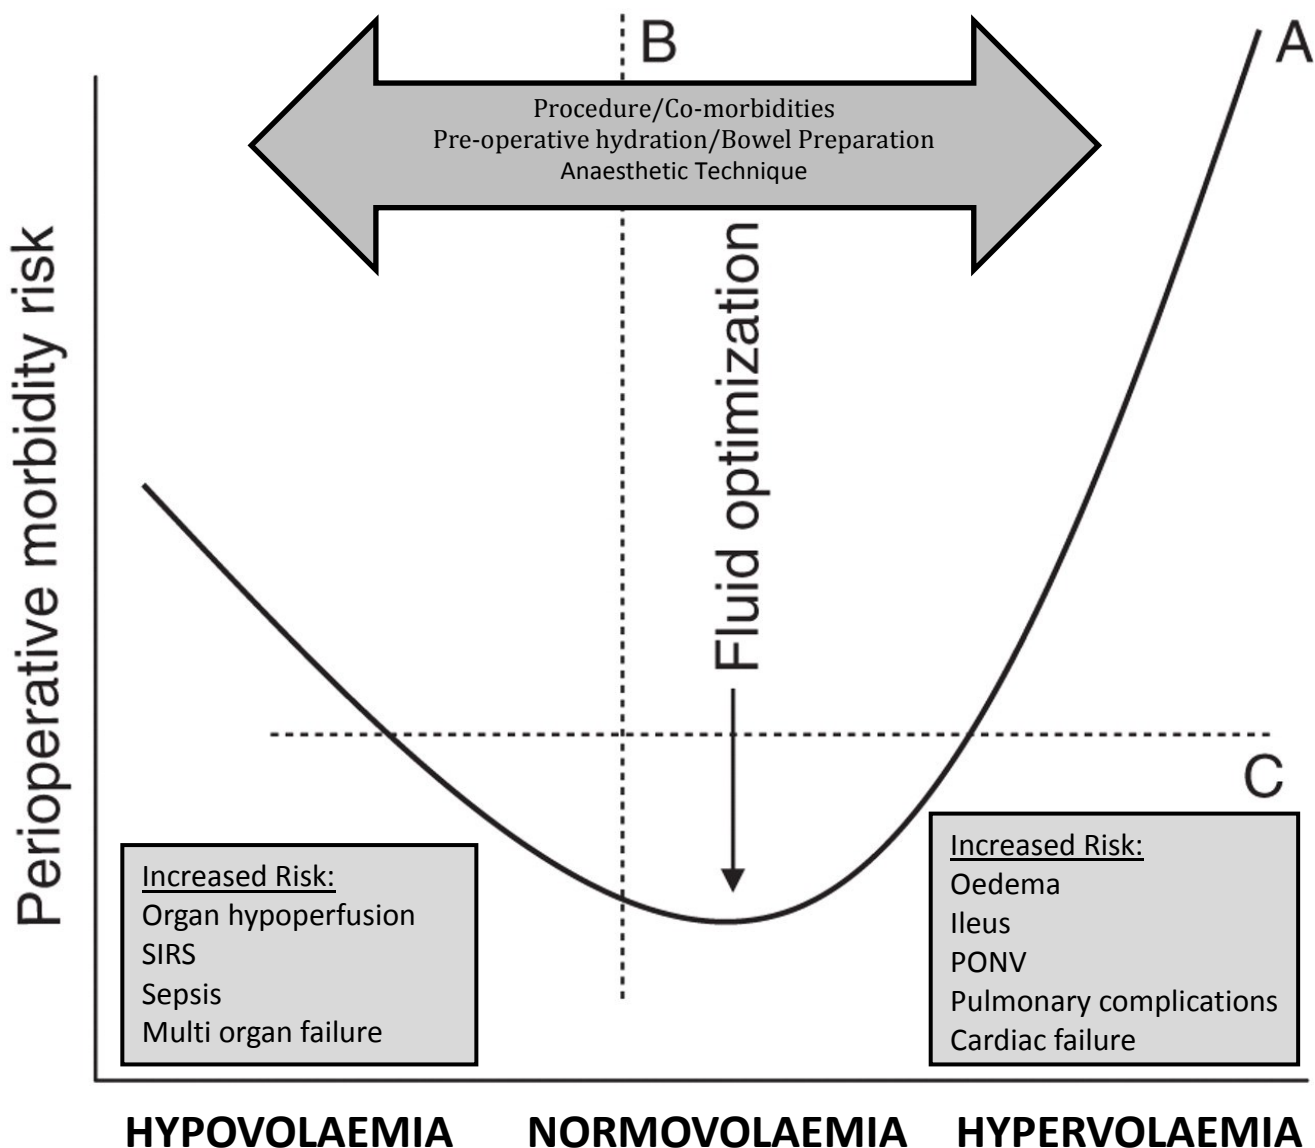 B
A
Procedure/Co-morbidities
Pre-operative hydration/Bowel Preparation
Anaesthetic Technique
Perioperative morbidity risk
Fluid optimization
C
Increased Risk:
Organ hypoperfusion
SIRS
Sepsis
Multi organ failure
Increased Risk:
Oedema
Ileus
PONV
Pulmonary complications
Cardiac failure
HYPOVOLAEMIA NORMOVOLAEMIA HYPERVOLAEMIA